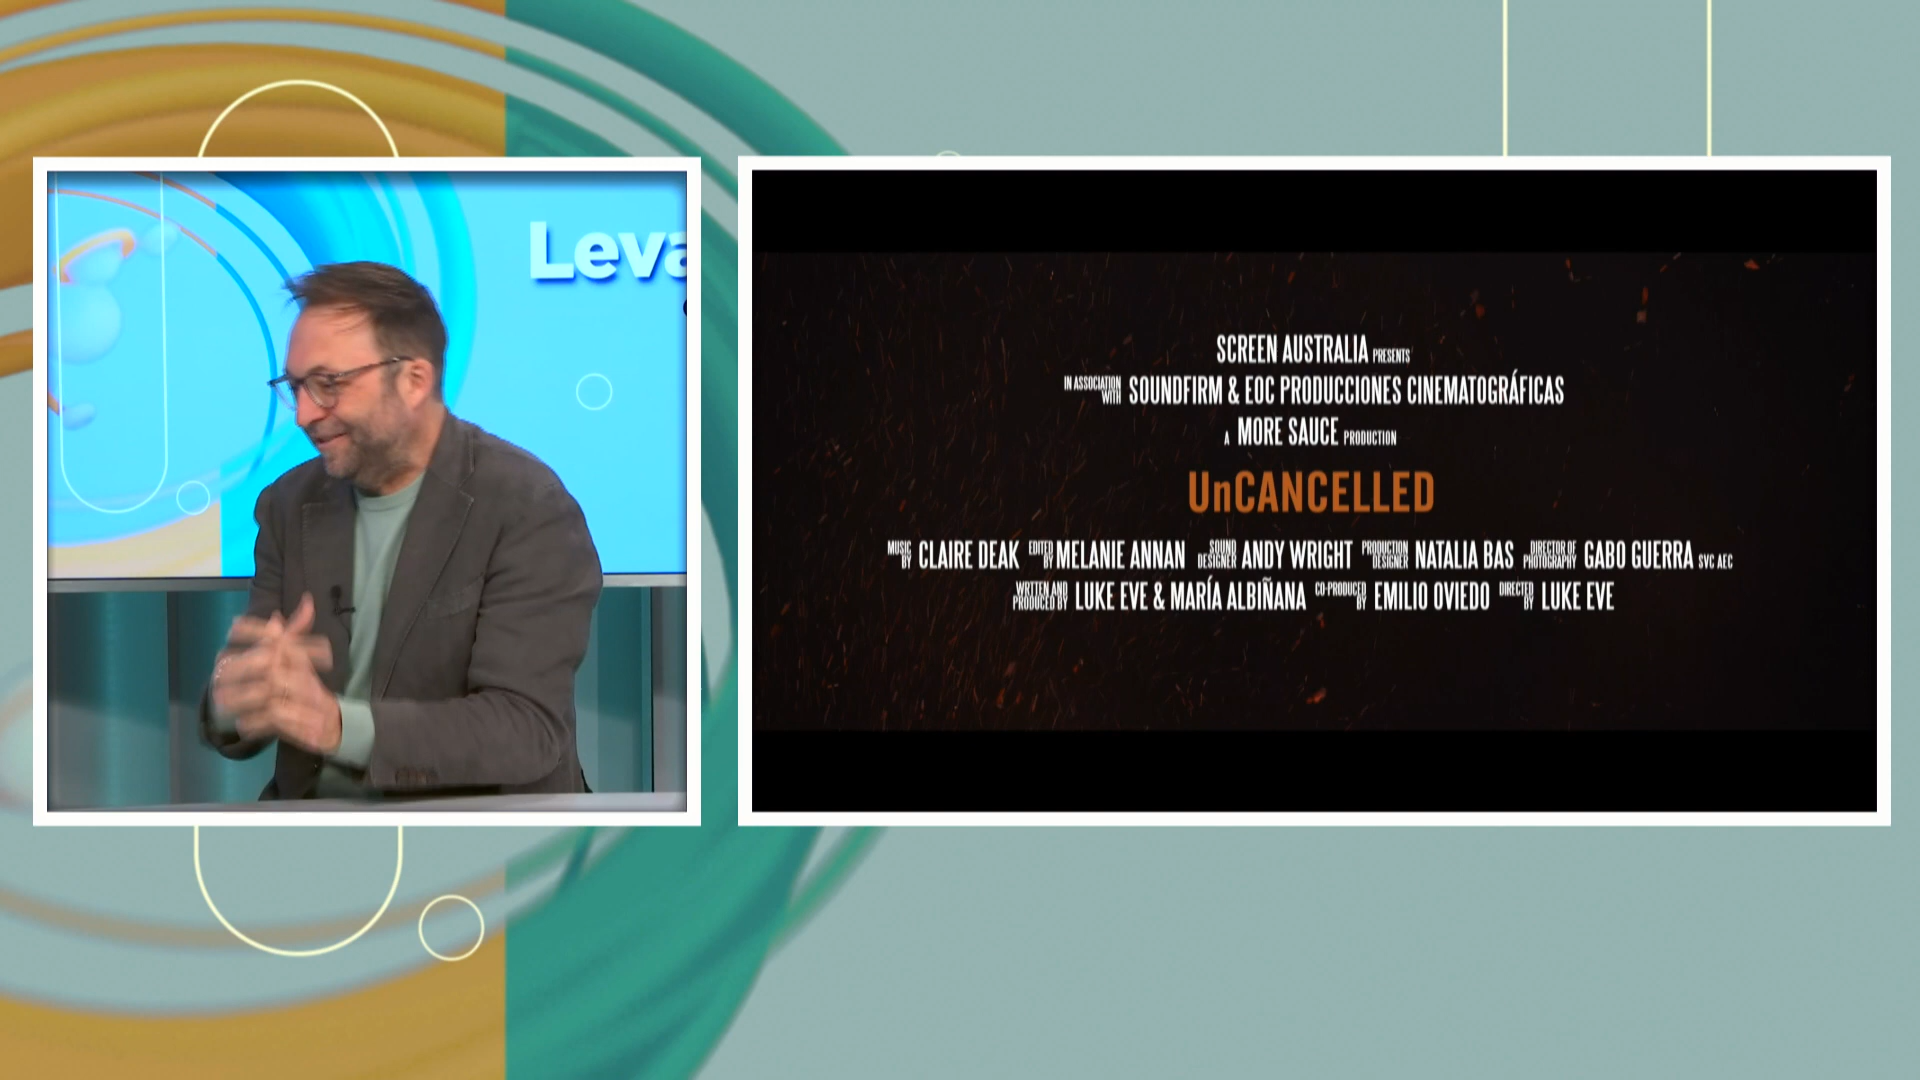 Leva
SCREEN AUSTRALIA PRESENTS
IN ASSOCIATION WITH SOUNDFIRM & EOC PRODUCCIONES CINEMATOGRÁFICAS
A MORE SAUCE PRODUCTION
UnCANCELLED
MUSIC BY CLAIRE DEAK EDITED BY MELANIE ANNAN SOUND DESIGNER ANDY WRIGHT PRODUCTION DESIGNER NATALIA BAS DIRECTOR OF PHOTOGRAPHY GABO GUERRA SVC AEC
WRTTEN AND PRODUCED BY LUKE EVE & MARÍA ALBIÑANA CO-PRODUCED BY EMILIO OVIEDO DIRECTED BY LUKE EVE